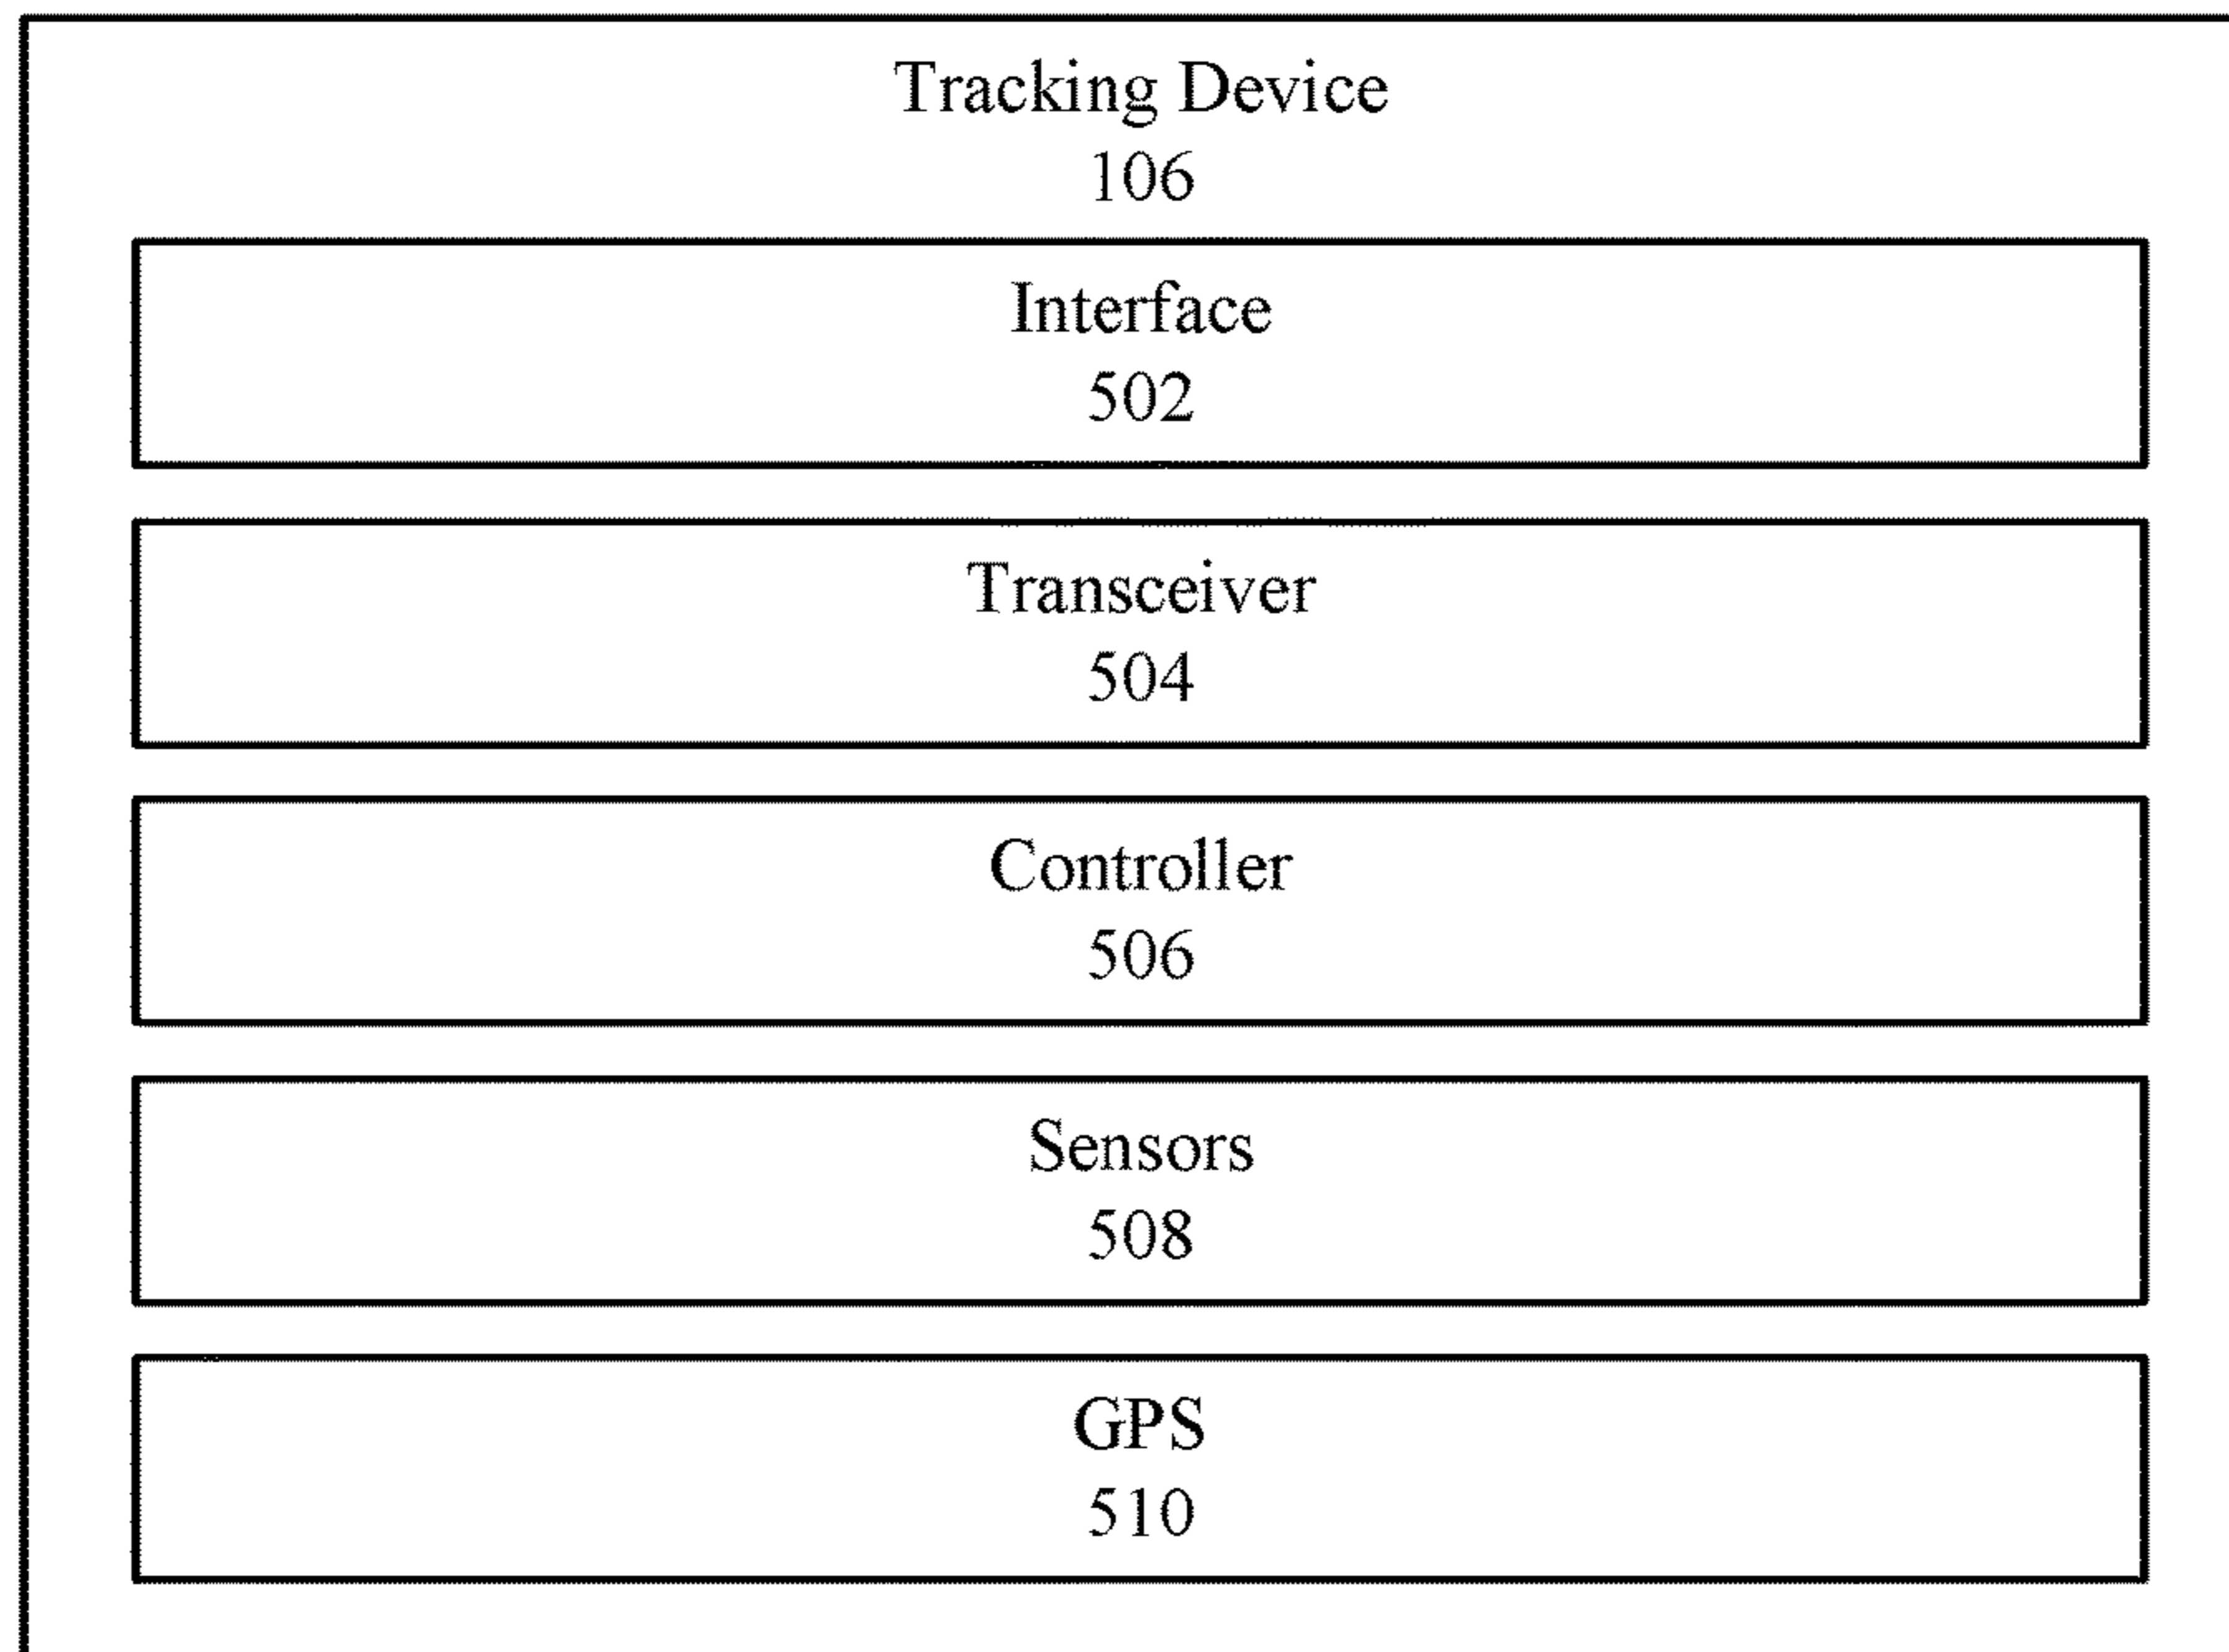 Tracking Device
106
Interface
502
Transceiver
504
Controller
506
Sensors
508
GPS
510